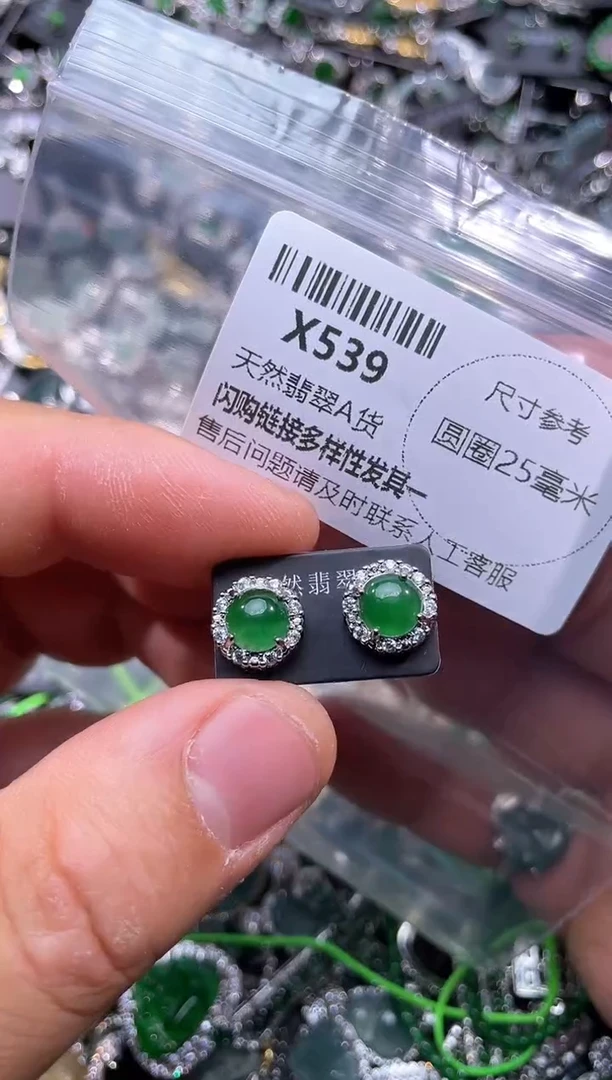 X539
天然翡翠A货
闪购链接多样性发其一
售后问题请及时联系人工客服
尺寸参考
圆圈25毫米
然翡翠